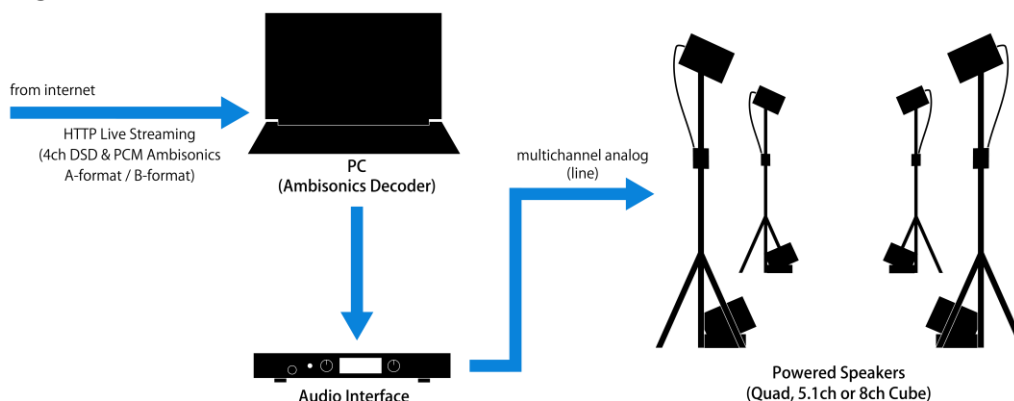 from internet
HTTP Live Streaming
(4ch DSD & PCM Ambisonics
A-format / B-format)
PC
(Ambisonics Decoder)
multichannel analog
(line)
Audio Interface
Powered Speakers
(Quad, 5.1ch or 8ch Cube)